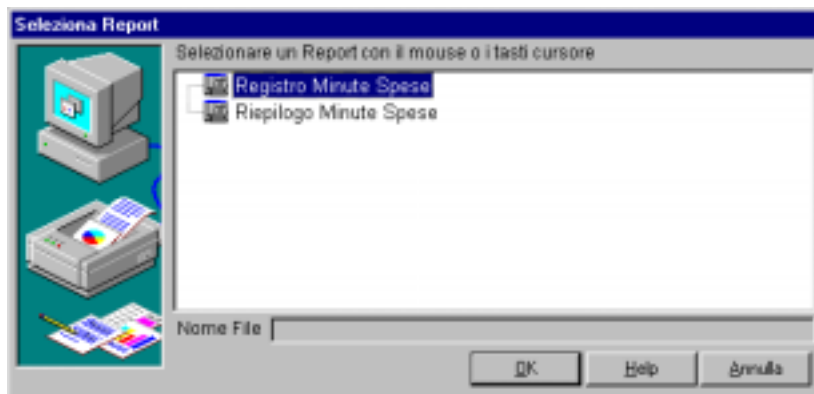 Seleziona Report
Selezionare un Report con il mouse o i tasti cursore
Registro Minute Spese
Riepilogo Minute Spese
Nome File
OK Help Annulla